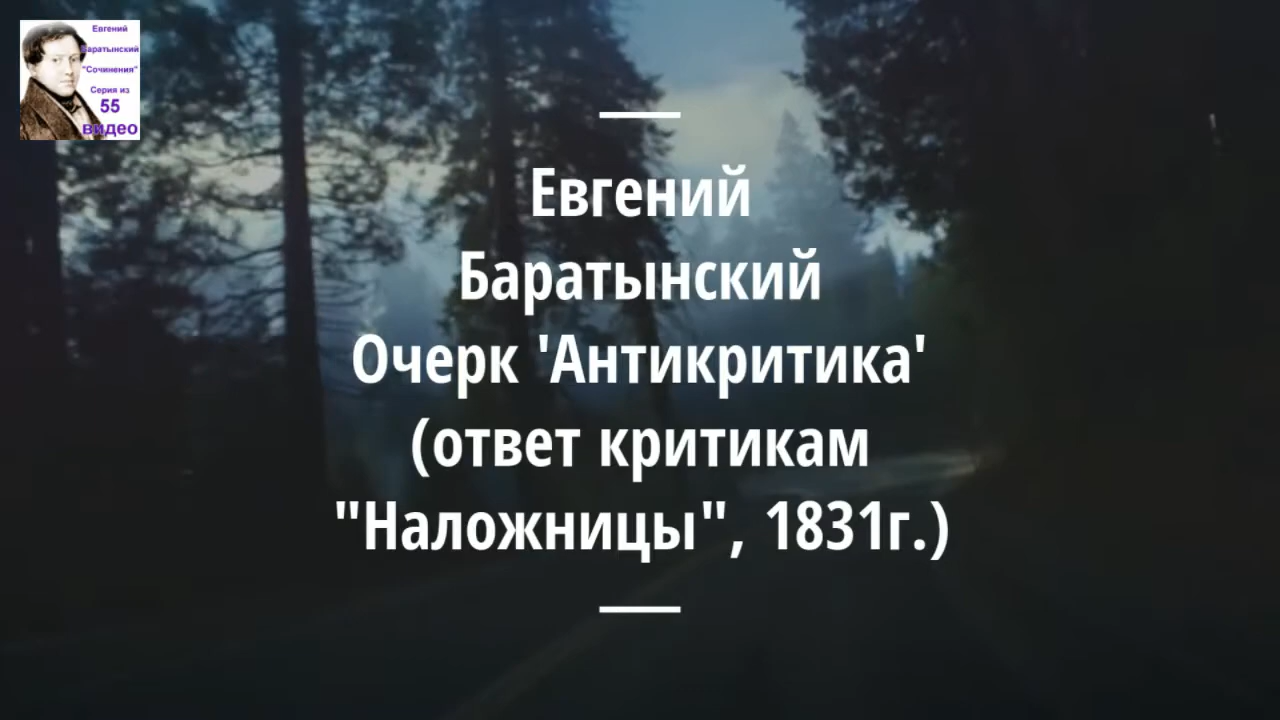 Евгений
Баратынский
"Сочинения"
Серия из
55
видео
Евгений
Баратынский
Очерк 'Антикритика'
(ответ критикам
"Наложницы", 1831г.)